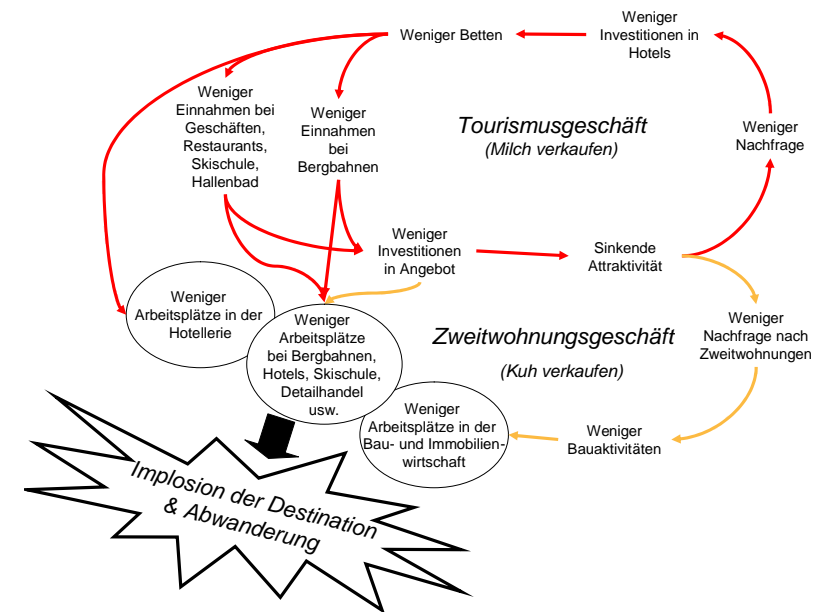 Weniger
Investitionen in
Hotels
Weniger Betten
Weniger
Einnahmen bei
Geschäften,
Restaurants,
Skischule,
Hallenbad
Weniger
Einnahmen
bei
Bergbahnen
Tourismusgeschäft
(Milch verkaufen)
Weniger
Nachfrage
Weniger
Investitionen
in Angebot
Sinkende
Attraktivität
Weniger
Arbeitsplätze in der
Hotellerie
Weniger
Arbeitsplätze
bei Bergbahnen,
Hotels, Skischule,
Detailhandel
usw.
Zweitwohnungsgeschäft
(Kuh verkaufen)
Weniger
Nachfrage nach
Zweitwohnungen
Weniger
Arbeitsplätze in der
Bau- und Immobilien-
wirtschaft
Weniger
Bauaktivitäten
Implosion der Destination
& Abwanderung